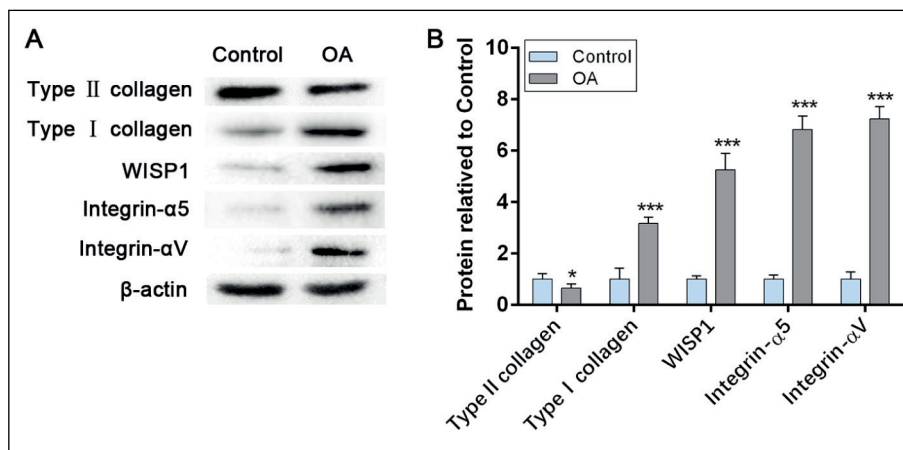 A
Control OA
Type Ⅱ collagen
Type Ⅰ collagen
WISP1
Integrin-α5
Integrin-αV
β-actin
B
Protein relatived to Control
10
8
6
4
2
0
Control
OA
*
***
***
***
***
Type II collagen
Type I collagen
WISP1
Integrin-α5
Integrin-αV